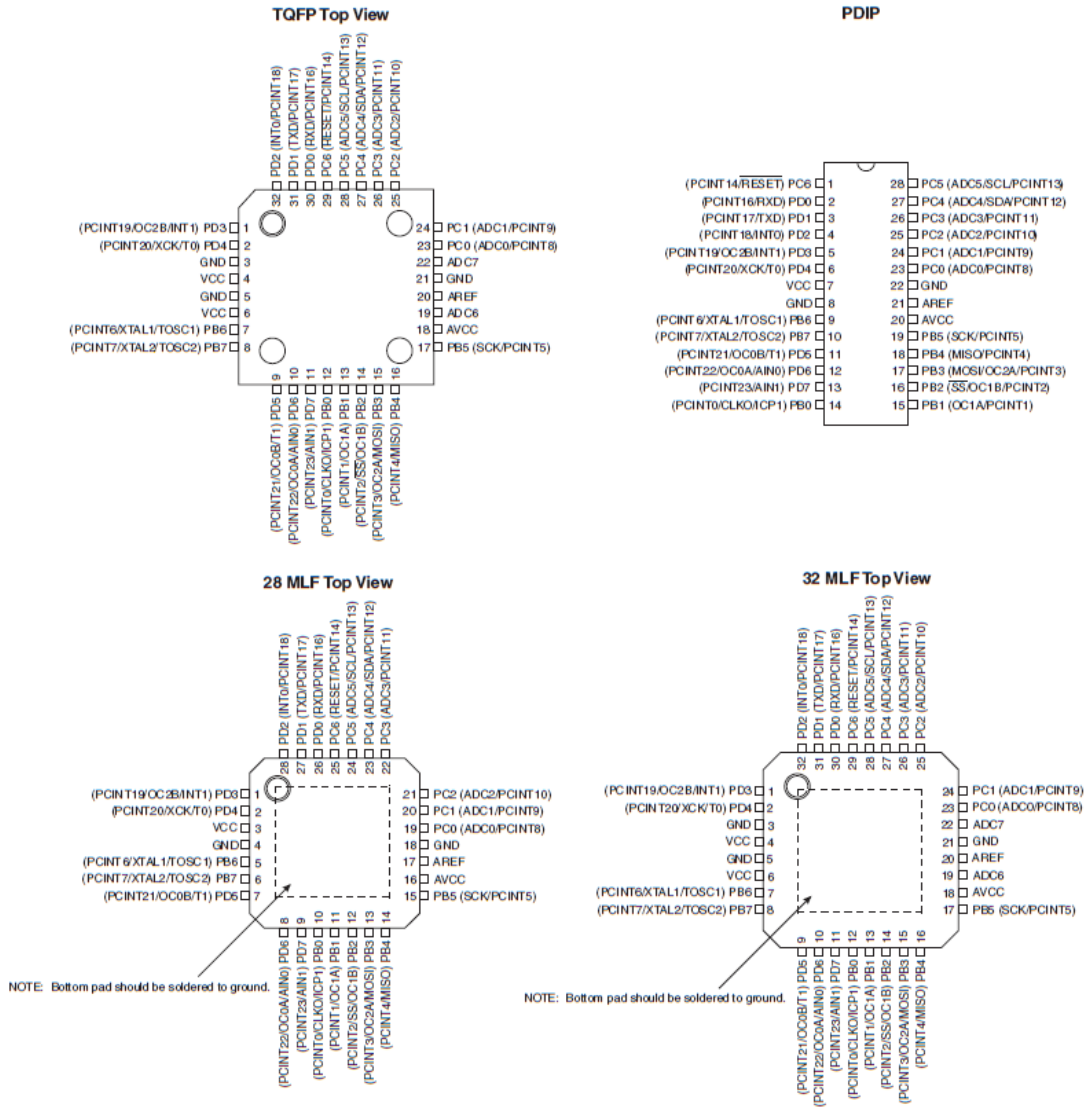 TQFP Top View
PD2 (INT0/PCINT18)
PD1 (TXD/PCINT17)
PD0 (RXD/PCINT16)
PC6 (RESET/PCINT14)
PC5 (ADC5/SCL/PCINT13)
PC4 (ADC4/SDA/PCINT12)
PC3 (ADC3/PCINT11)
PC2 (ADC2/PCINT10)
32 31 30 29 28 27 26 25
(PCINT19/OC2B/INT1) PD3 1
(PCINT20/XCK/T0) PD4 2
GND 3
VCC 4
GND 5
VCC 6
(PCINT6/XTAL1/TOSC1) PB6 7
(PCINT7/XTAL2/TOSC2) PB7 8
24 PC1 (ADC1/PCINT9)
23 PC0 (ADC0/PCINT8)
22 ADC7
21 GND
20 AREF
19 ADC6
18 AVCC
17 PB5 (SCK/PCINT5)
9 10 11 12 13 14 15 16
(PCINT21/OC0B/T1) PD5
(PCINT22/OC0A/AIN0) PD6
(PCINT23/AIN1) PD7
(PCINT0/CLKO/ICP1) PB0
(PCINT1/OC1A) PB1
(PCINT2/SS/OC1B) PB2
(PCINT3/OC2A/MOSI) PB3
(PCINT4/MISO) PB4
PDIP
(PCINT14/RESET) PC6 1
(PCINT16/RXD) PD0 2
(PCINT17/TXD) PD1 3
(PCINT18/INT0) PD2 4
(PCINT19/OC2B/INT1) PD3 5
(PCINT20/XCK/T0) PD4 6
VCC 7
GND 8
(PCINT6/XTAL1/TOSC1) PB6 9
(PCINT7/XTAL2/TOSC2) PB7 10
(PCINT21/OC0B/T1) PD5 11
(PCINT22/OC0A/AIN0) PD6 12
(PCINT23/AIN1) PD7 13
(PCINT0/CLKO/ICP1) PB0 14
28 PC5 (ADC5/SCL/PCINT13)
27 PC4 (ADC4/SDA/PCINT12)
26 PC3 (ADC3/PCINT11)
25 PC2 (ADC2/PCINT10)
24 PC1 (ADC1/PCINT9)
23 PC0 (ADC0/PCINT8)
22 GND
21 AREF
20 AVCC
19 PB5 (SCK/PCINT5)
18 PB4 (MISO/PCINT4)
17 PB3 (MOSI/OC2A/PCINT3)
16 PB2 (SS/OC1B/PCINT2)
15 PB1 (OC1A/PCINT1)
28 MLF Top View
PD2 (INT0/PCINT18)
PD1 (TXD/PCINT17)
PD0 (RXD/PCINT16)
PC6 (RESET/PCINT14)
PC5 (ADC5/SCL/PCINT13)
PC4 (ADC4/SDA/PCINT12)
PC3 (ADC3/PCINT11)
28 27 26 25 24 23 22
(PCINT19/OC2B/INT1) PD3 1
(PCINT20/XCK/T0) PD4 2
VCC 3
GND 4
(PCINT6/XTAL1/TOSC1) PB6 5
(PCINT7/XTAL2/TOSC2) PB7 6
(PCINT21/OC0B/T1) PD5 7
21 PC2 (ADC2/PCINT10)
20 PC1 (ADC1/PCINT9)
19 PC0 (ADC0/PCINT8)
18 GND
17 AREF
16 AVCC
15 PB5 (SCK/PCINT5)
8 9 10 11 12 13 14
(PCINT22/OC0A/AIN0) PD6
(PCINT23/AIN1) PD7
(PCINT0/CLKO/ICP1) PB0
(PCINT1/OC1A) PB1
(PCINT2/SS/OC1B) PB2
(PCINT3/OC2A/MOSI) PB3
(PCINT4/MISO) PB4
NOTE: Bottom pad should be soldered to ground.
32 MLF Top View
PD2 (INT0/PCINT18)
PD1 (TXD/PCINT17)
PD0 (RXD/PCINT16)
PC6 (RESET/PCINT14)
PC5 (ADC5/SCL/PCINT13)
PC4 (ADC4/SDA/PCINT12)
PC3 (ADC3/PCINT11)
PC2 (ADC2/PCINT10)
32 31 30 29 28 27 26 25
(PCINT19/OC2B/INT1) PD3 1
(PCINT20/XCK/T0) PD4 2
GND 3
VCC 4
GND 5
VCC 6
(PCINT6/XTAL1/TOSC1) PB6 7
(PCINT7/XTAL2/TOSC2) PB7 8
24 PC1 (ADC1/PCINT9)
23 PC0 (ADC0/PCINT8)
22 ADC7
21 GND
20 AREF
19 ADC6
18 AVCC
17 PB5 (SCK/PCINT5)
9 10 11 12 13 14 15 16
(PCINT21/OC0B/T1) PD5
(PCINT22/OC0A/AIN0) PD6
(PCINT23/AIN1) PD7
(PCINT0/CLKO/ICP1) PB0
(PCINT1/OC1A) PB1
(PCINT2/SS/OC1B) PB2
(PCINT3/OC2A/MOSI) PB3
(PCINT4/MISO) PB4
NOTE: Bottom pad should be soldered to ground.